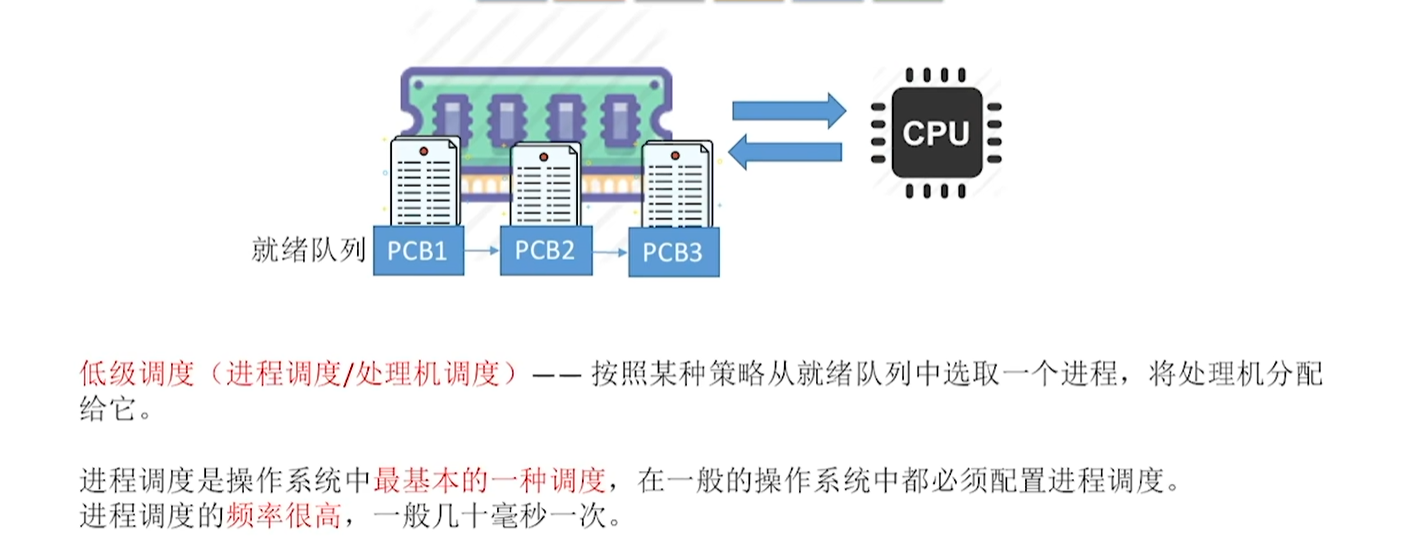 CPU
就绪队列 PCB1 PCB2 PCB3
低级调度（进程调度/处理机调度）—— 按照某种策略从就绪队列中选取一个进程，将处理机分配
给它。
进程调度是操作系统中最基本的一种调度，在一般的操作系统中都必须配置进程调度。
进程调度的频率很高，一般几十毫秒一次。